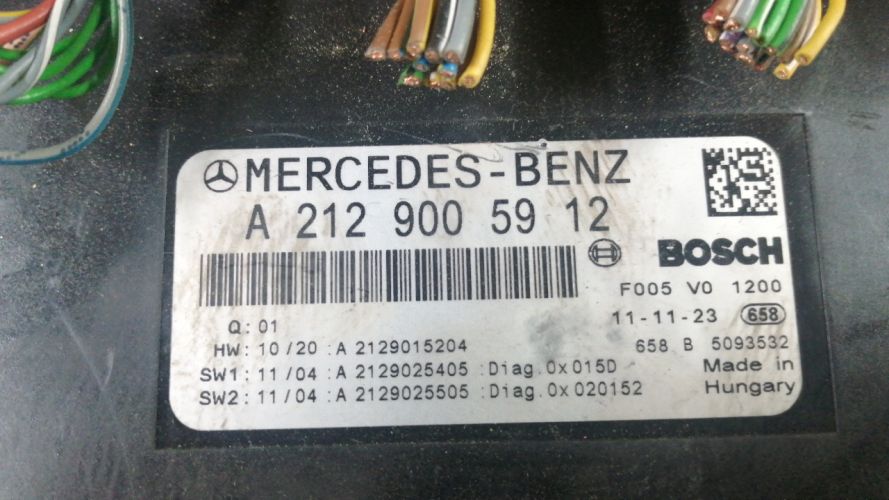 MERCEDES-BENZ
A 212 900 59 12
BOSCH
F005 V0 1200
Q: 01
11-11-23 658
HW: 10/20: A 2129015204
658 B 5093532
SW1: 11/04: A 2129025405 :Diag.0x015D
Made in
SW2: 11/04: A 2129025505 :Diag.0x020152
Hungary